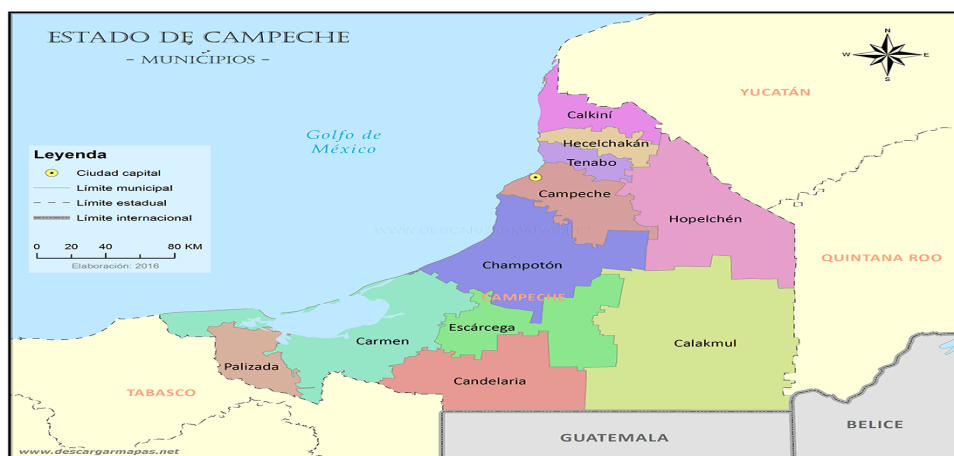 ESTADO DE CAMPECHE
- MUNICIPIOS -
N
W
E
S
YUCATÁN
Calkiní
Golfo de
México
Hecelchakán
Tenabo
Leyenda
Ciudad capital
Límite municipal
Límite estadual
Límite internacional
0 20 40 80 KM
Elaboración: 2016
Campeche
Hopelchén
Champotón
QUINTANA ROO
CAMPECHE
Escárcega
Carmen
Calakmul
Palizada
Candelaria
TABASCO
BELICE
GUATEMALA
www.descargarmapas.net